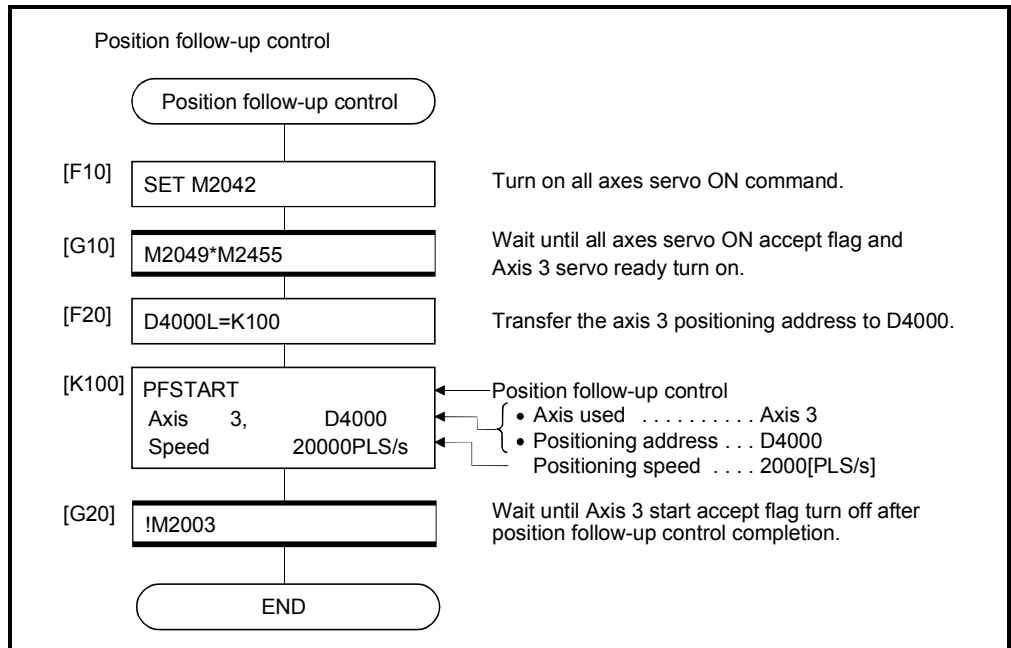 Position follow-up control
Position follow-up control
[F10]
SET M2042
Turn on all axes servo ON command.
[G10]
M2049*M2455
Wait until all axes servo ON accept flag and
Axis 3 servo ready turn on.
[F20]
D4000L=K100
Transfer the axis 3 positioning address to D4000.
[K100]
PFSTART
Axis 3, D4000
Speed 20000PLS/s
Position follow-up control
• Axis used . . . . . . . . . . Axis 3
• Positioning address . . . D4000
Positioning speed . . . . 2000[PLS/s]
[G20]
!M2003
Wait until Axis 3 start accept flag turn off after
position follow-up control completion.
END